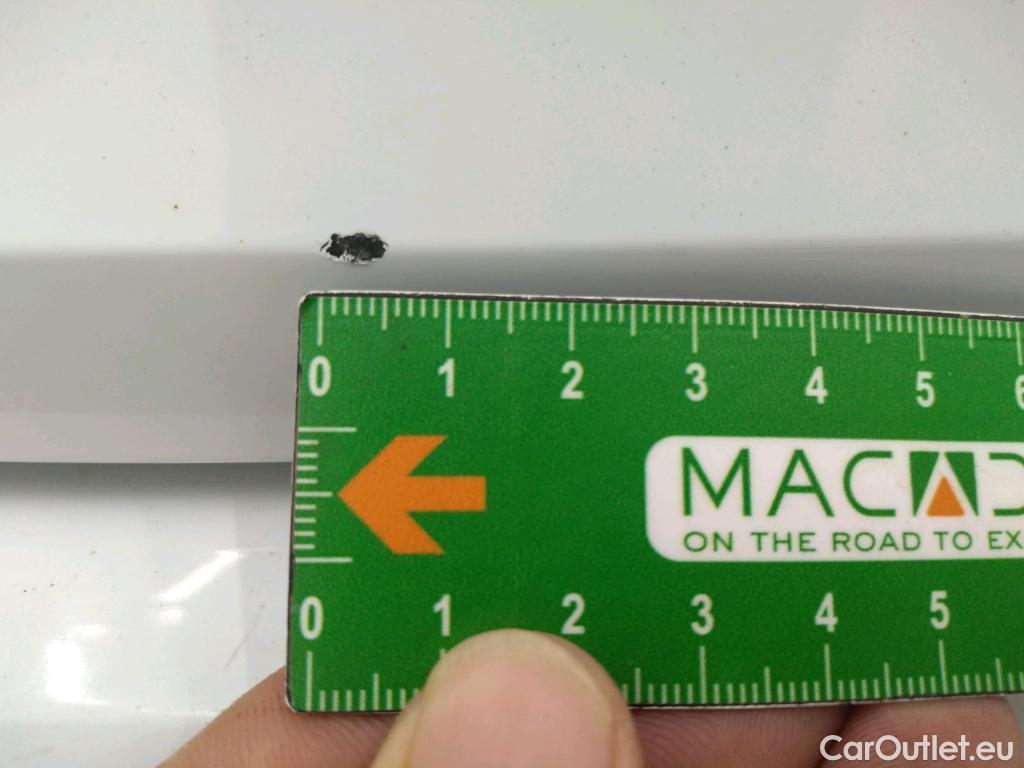 0 1 2 3 4 5 6
MACAD
ON THE ROAD TO EX
0 1 2 3 4 5
CarOutlet.eu